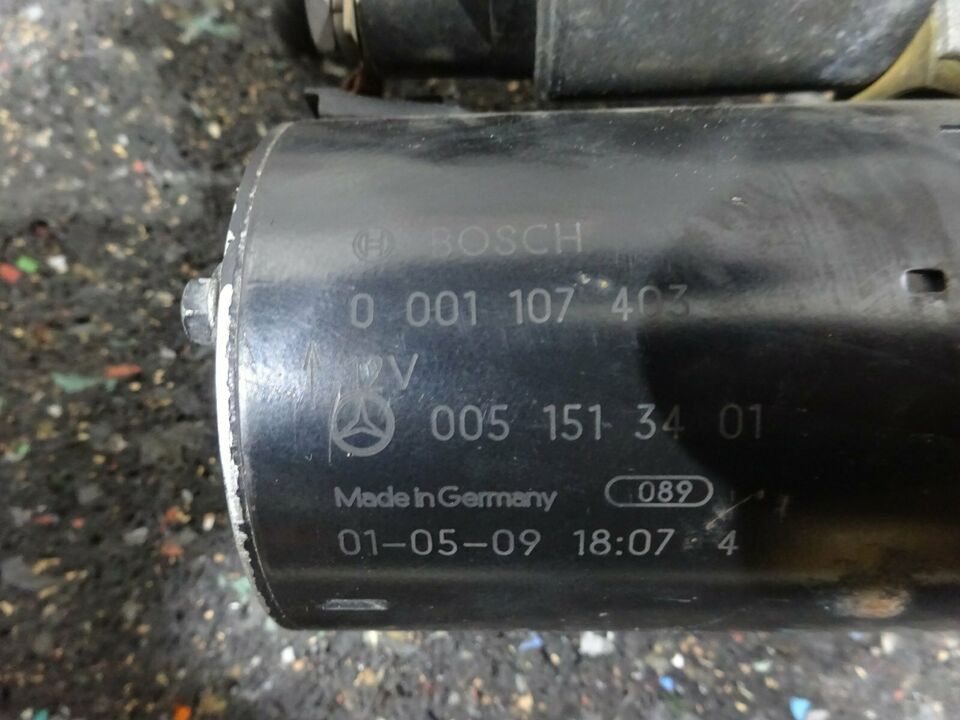 BOSCH
0 001 107 403
12V
005 151 34 01
Made in Germany 089
01-05-09 18:07 4